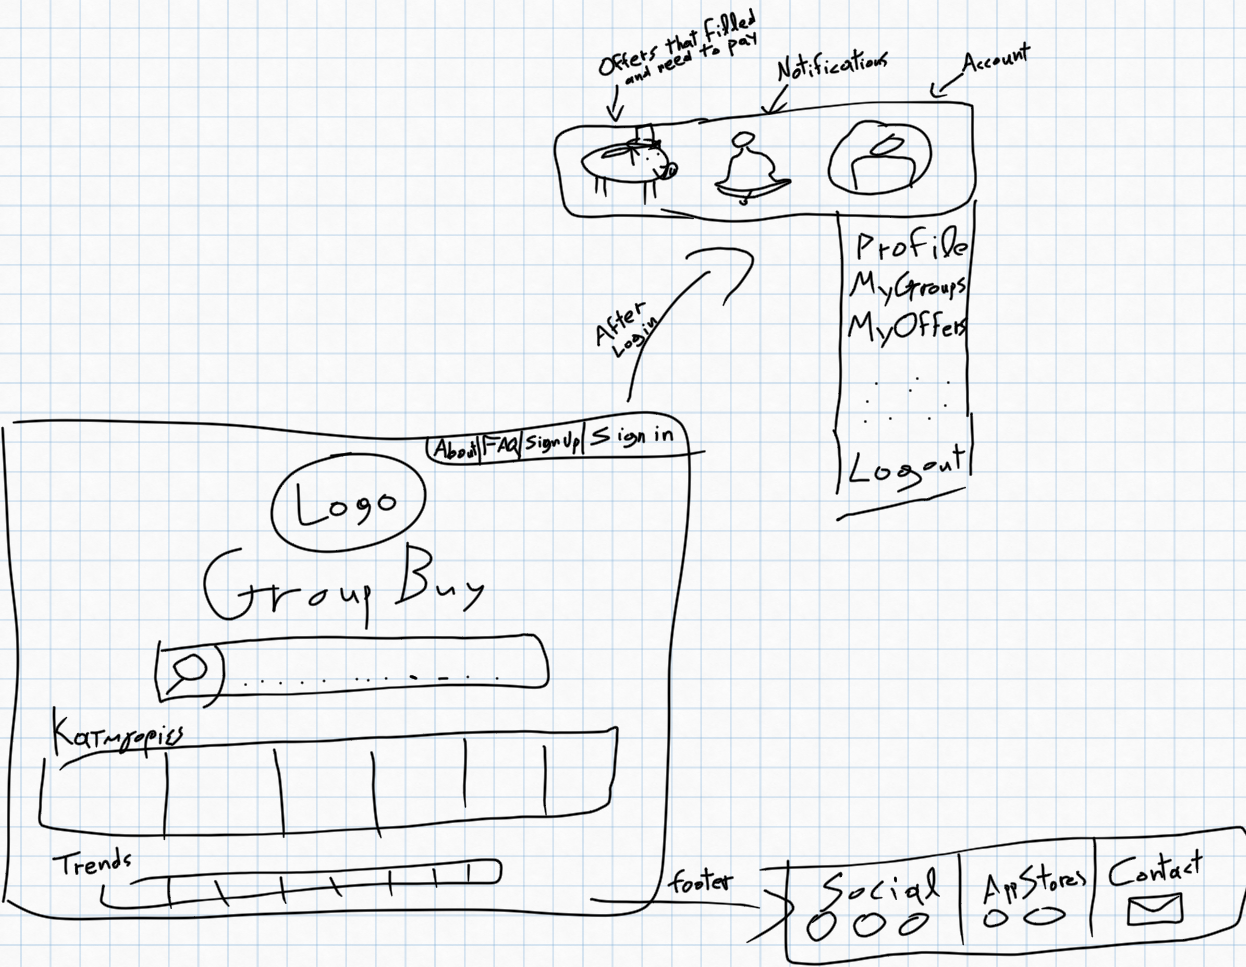 Offers that filled
and need to pay
Notifications
Account
Profile
MyGroups
MyOffers
Logout
After
Login
About
FAQ
SignUp
Sign in
Logo
Group Buy
Κατηγορίες
Trends
footer
Social
AppStores
Contact